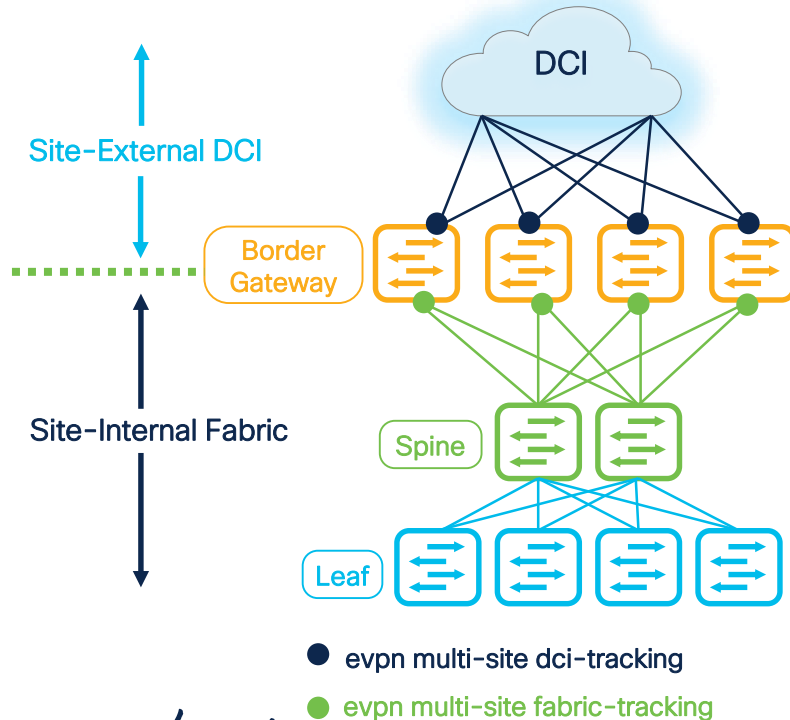 DCI
Site-External DCI
Border
Gateway
Site-Internal Fabric
Spine
Leaf
evpn multi-site dci-tracking
evpn multi-site fabric-tracking